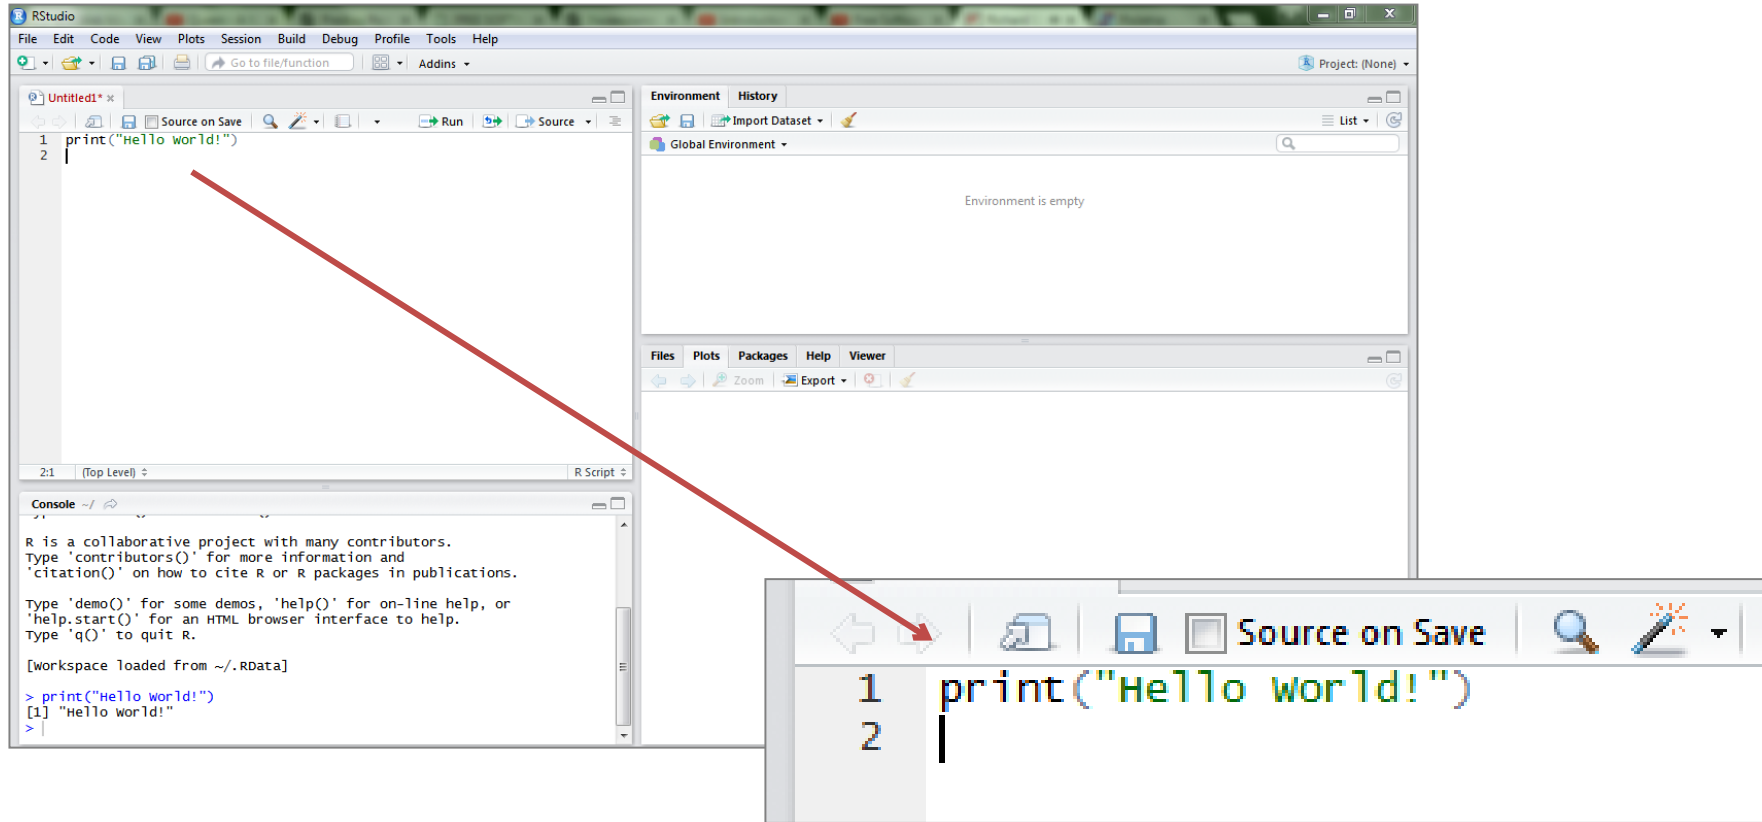 RStudio
File Edit Code View Plots Session Build Debug Profile Tools Help
Go to file/function Addins Project: (None)
Untitled1* ×
Source on Save Run Source
1 print("Hello World!")
2
2:1 (Top Level) R Script
Console ~/
R is a collaborative project with many contributors.
Type 'contributors()' for more information and
'citation()' on how to cite R or R packages in publications.
Type 'demo()' for some demos, 'help()' for on-line help, or
'help.start()' for an HTML browser interface to help.
Type 'q()' to quit R.
[Workspace loaded from ~/.RData]
> print("Hello World!")
[1] "Hello World!"
>
Environment History
Import Dataset List
Global Environment
Environment is empty
Files Plots Packages Help Viewer
Zoom Export
Source on Save
1 print("Hello World!")
2